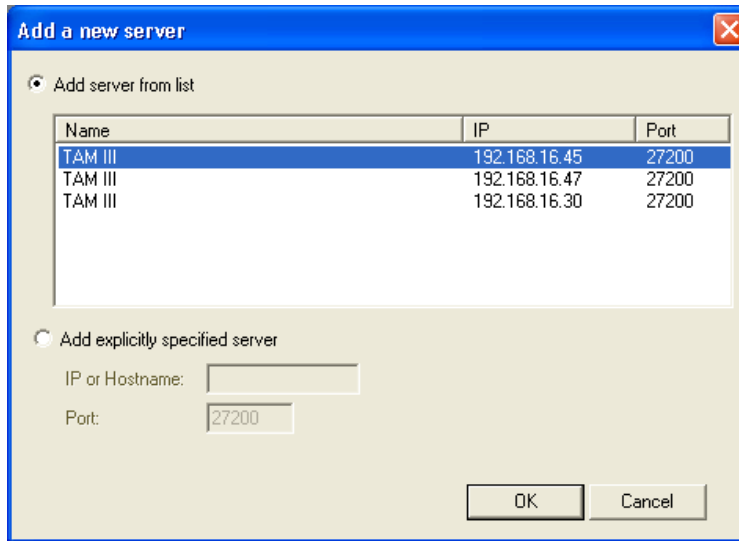 Add a new server
Add server from list
Name IP Port
TAM III 192.168.16.45 27200
TAM III 192.168.16.47 27200
TAM III 192.168.16.30 27200
Add explicitly specified server
IP or Hostname:
Port: 27200
OK Cancel